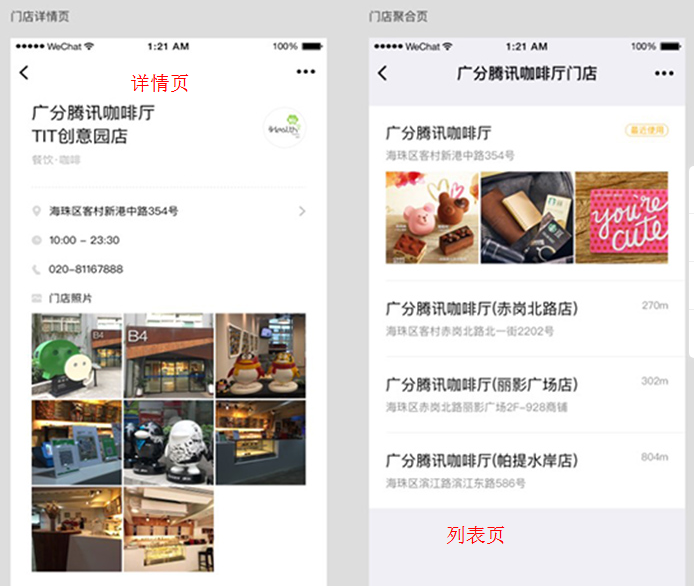 门店详情页
WeChat
1:21 AM
100%
详情页
广分腾讯咖啡厅
TIT创意园店
iHealth
餐饮·咖啡
海珠区客村新港中路354号
10:00 - 23:30
020-81167888
门店照片
B4
B4
门店聚合页
WeChat
1:21 AM
100%
广分腾讯咖啡厅门店
广分腾讯咖啡厅
最近使用
海珠区客村新港中路354号
you're
CUTe
广分腾讯咖啡厅(赤岗北路店)
270m
海珠区客村赤岗北路北一街2202号
广分腾讯咖啡厅(丽影广场店)
302m
海珠区赤岗北路丽影广场2F-928商铺
广分腾讯咖啡厅(帕提水岸店)
804m
海珠区滨江路滨江东路586号
列表页